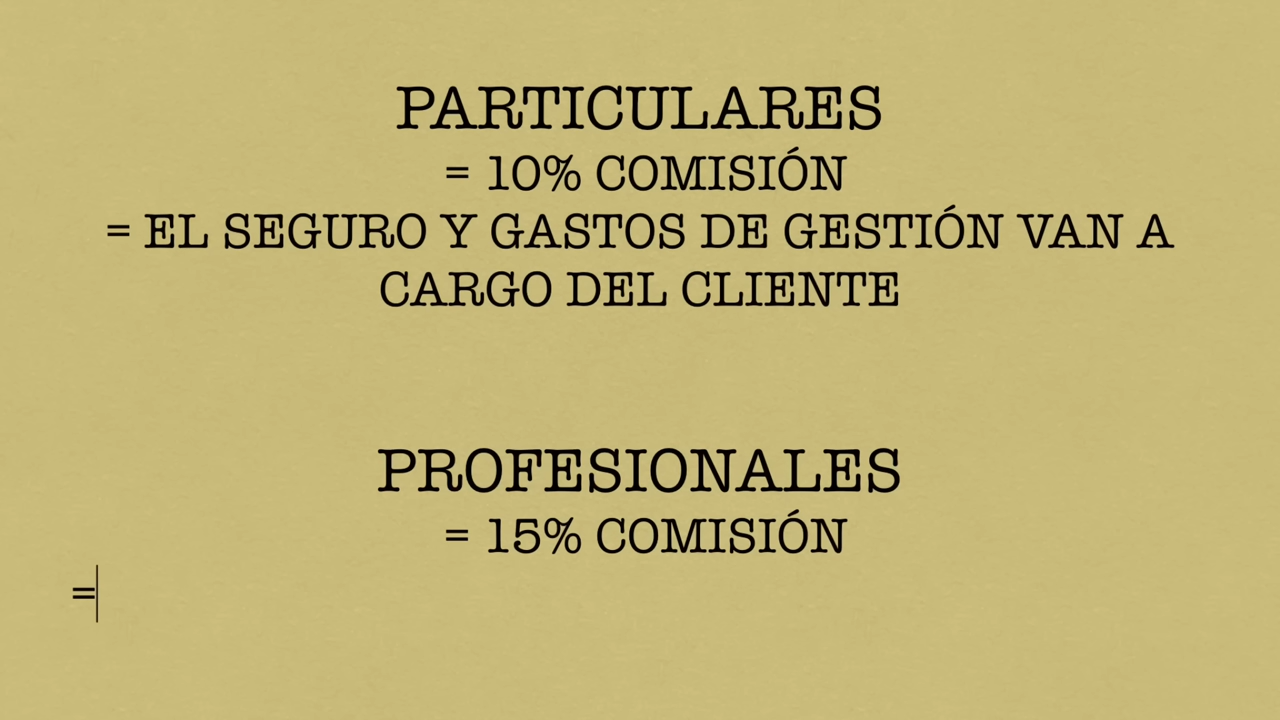 PARTICULARES
= 10% COMISIÓN
= EL SEGURO Y GASTOS DE GESTIÓN VAN A
CARGO DEL CLIENTE
PROFESIONALES
= 15% COMISIÓN
=